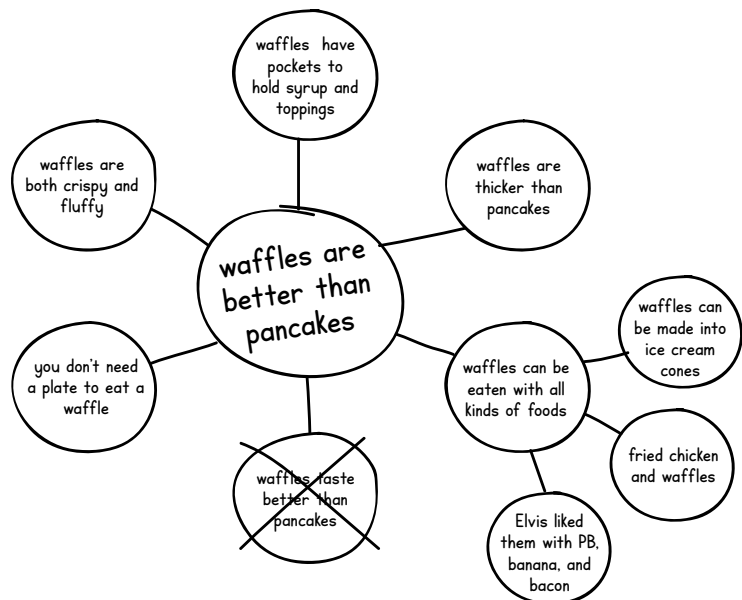 waffles have
pockets to
hold syrup and
toppings
waffles are
both crispy and
fluffy
waffles are
thicker than
pancakes
waffles are
better than
pancakes
waffles can
be made into
ice cream
cones
you don't need
a plate to eat a
waffle
waffles can be
eaten with all
kinds of foods
fried chicken
and waffles
waffles taste
better than
pancakes
Elvis liked
them with PB,
banana, and
bacon